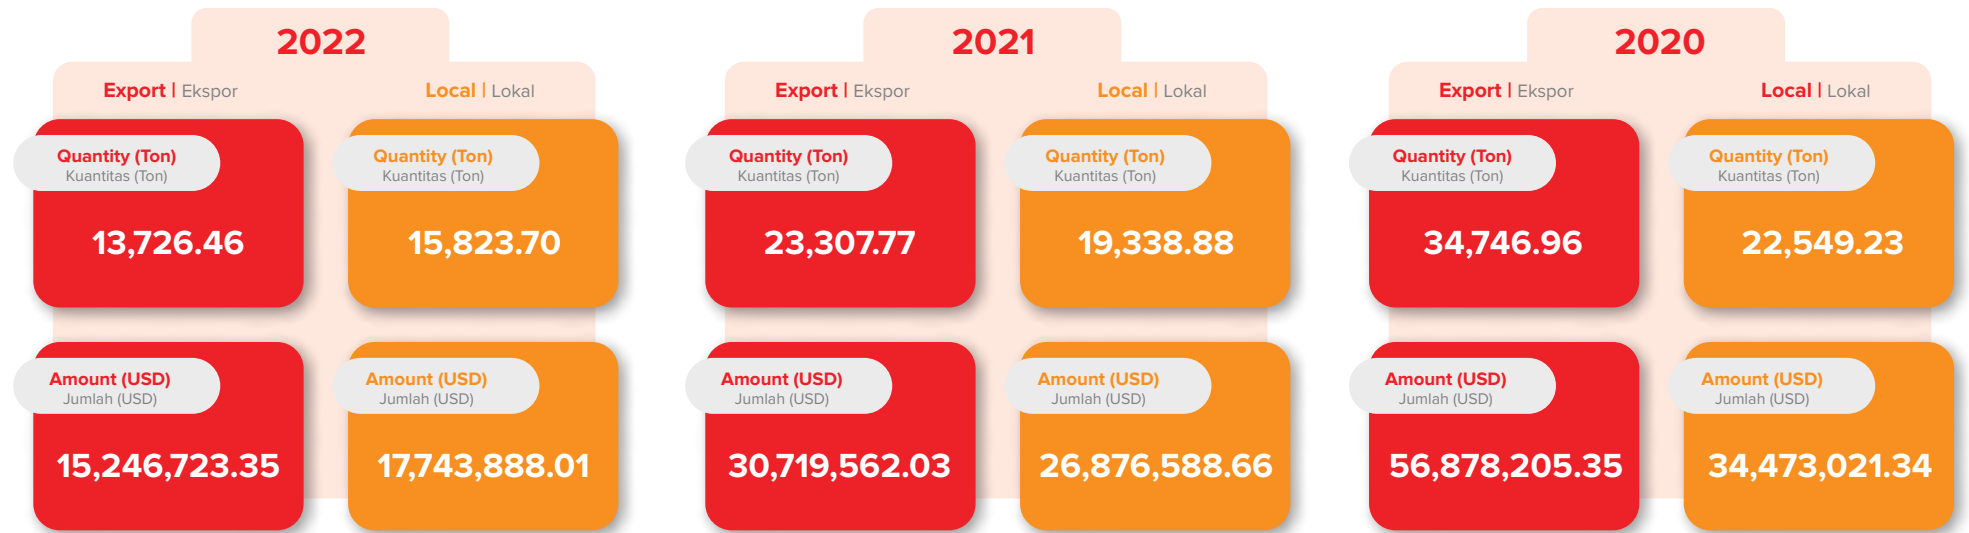 2022
Export | Ekspor
Local | Lokal
Quantity (Ton)
Kuantitas (Ton)
13,726.46
Quantity (Ton)
Kuantitas (Ton)
15,823.70
Amount (USD)
Jumlah (USD)
15,246,723.35
Amount (USD)
Jumlah (USD)
17,743,888.01
2021
Export | Ekspor
Local | Lokal
Quantity (Ton)
Kuantitas (Ton)
23,307.77
Quantity (Ton)
Kuantitas (Ton)
19,338.88
Amount (USD)
Jumlah (USD)
30,719,562.03
Amount (USD)
Jumlah (USD)
26,876,588.66
2020
Export | Ekspor
Local | Lokal
Quantity (Ton)
Kuantitas (Ton)
34,746.96
Quantity (Ton)
Kuantitas (Ton)
22,549.23
Amount (USD)
Jumlah (USD)
56,878,205.35
Amount (USD)
Jumlah (USD)
34,473,021.34